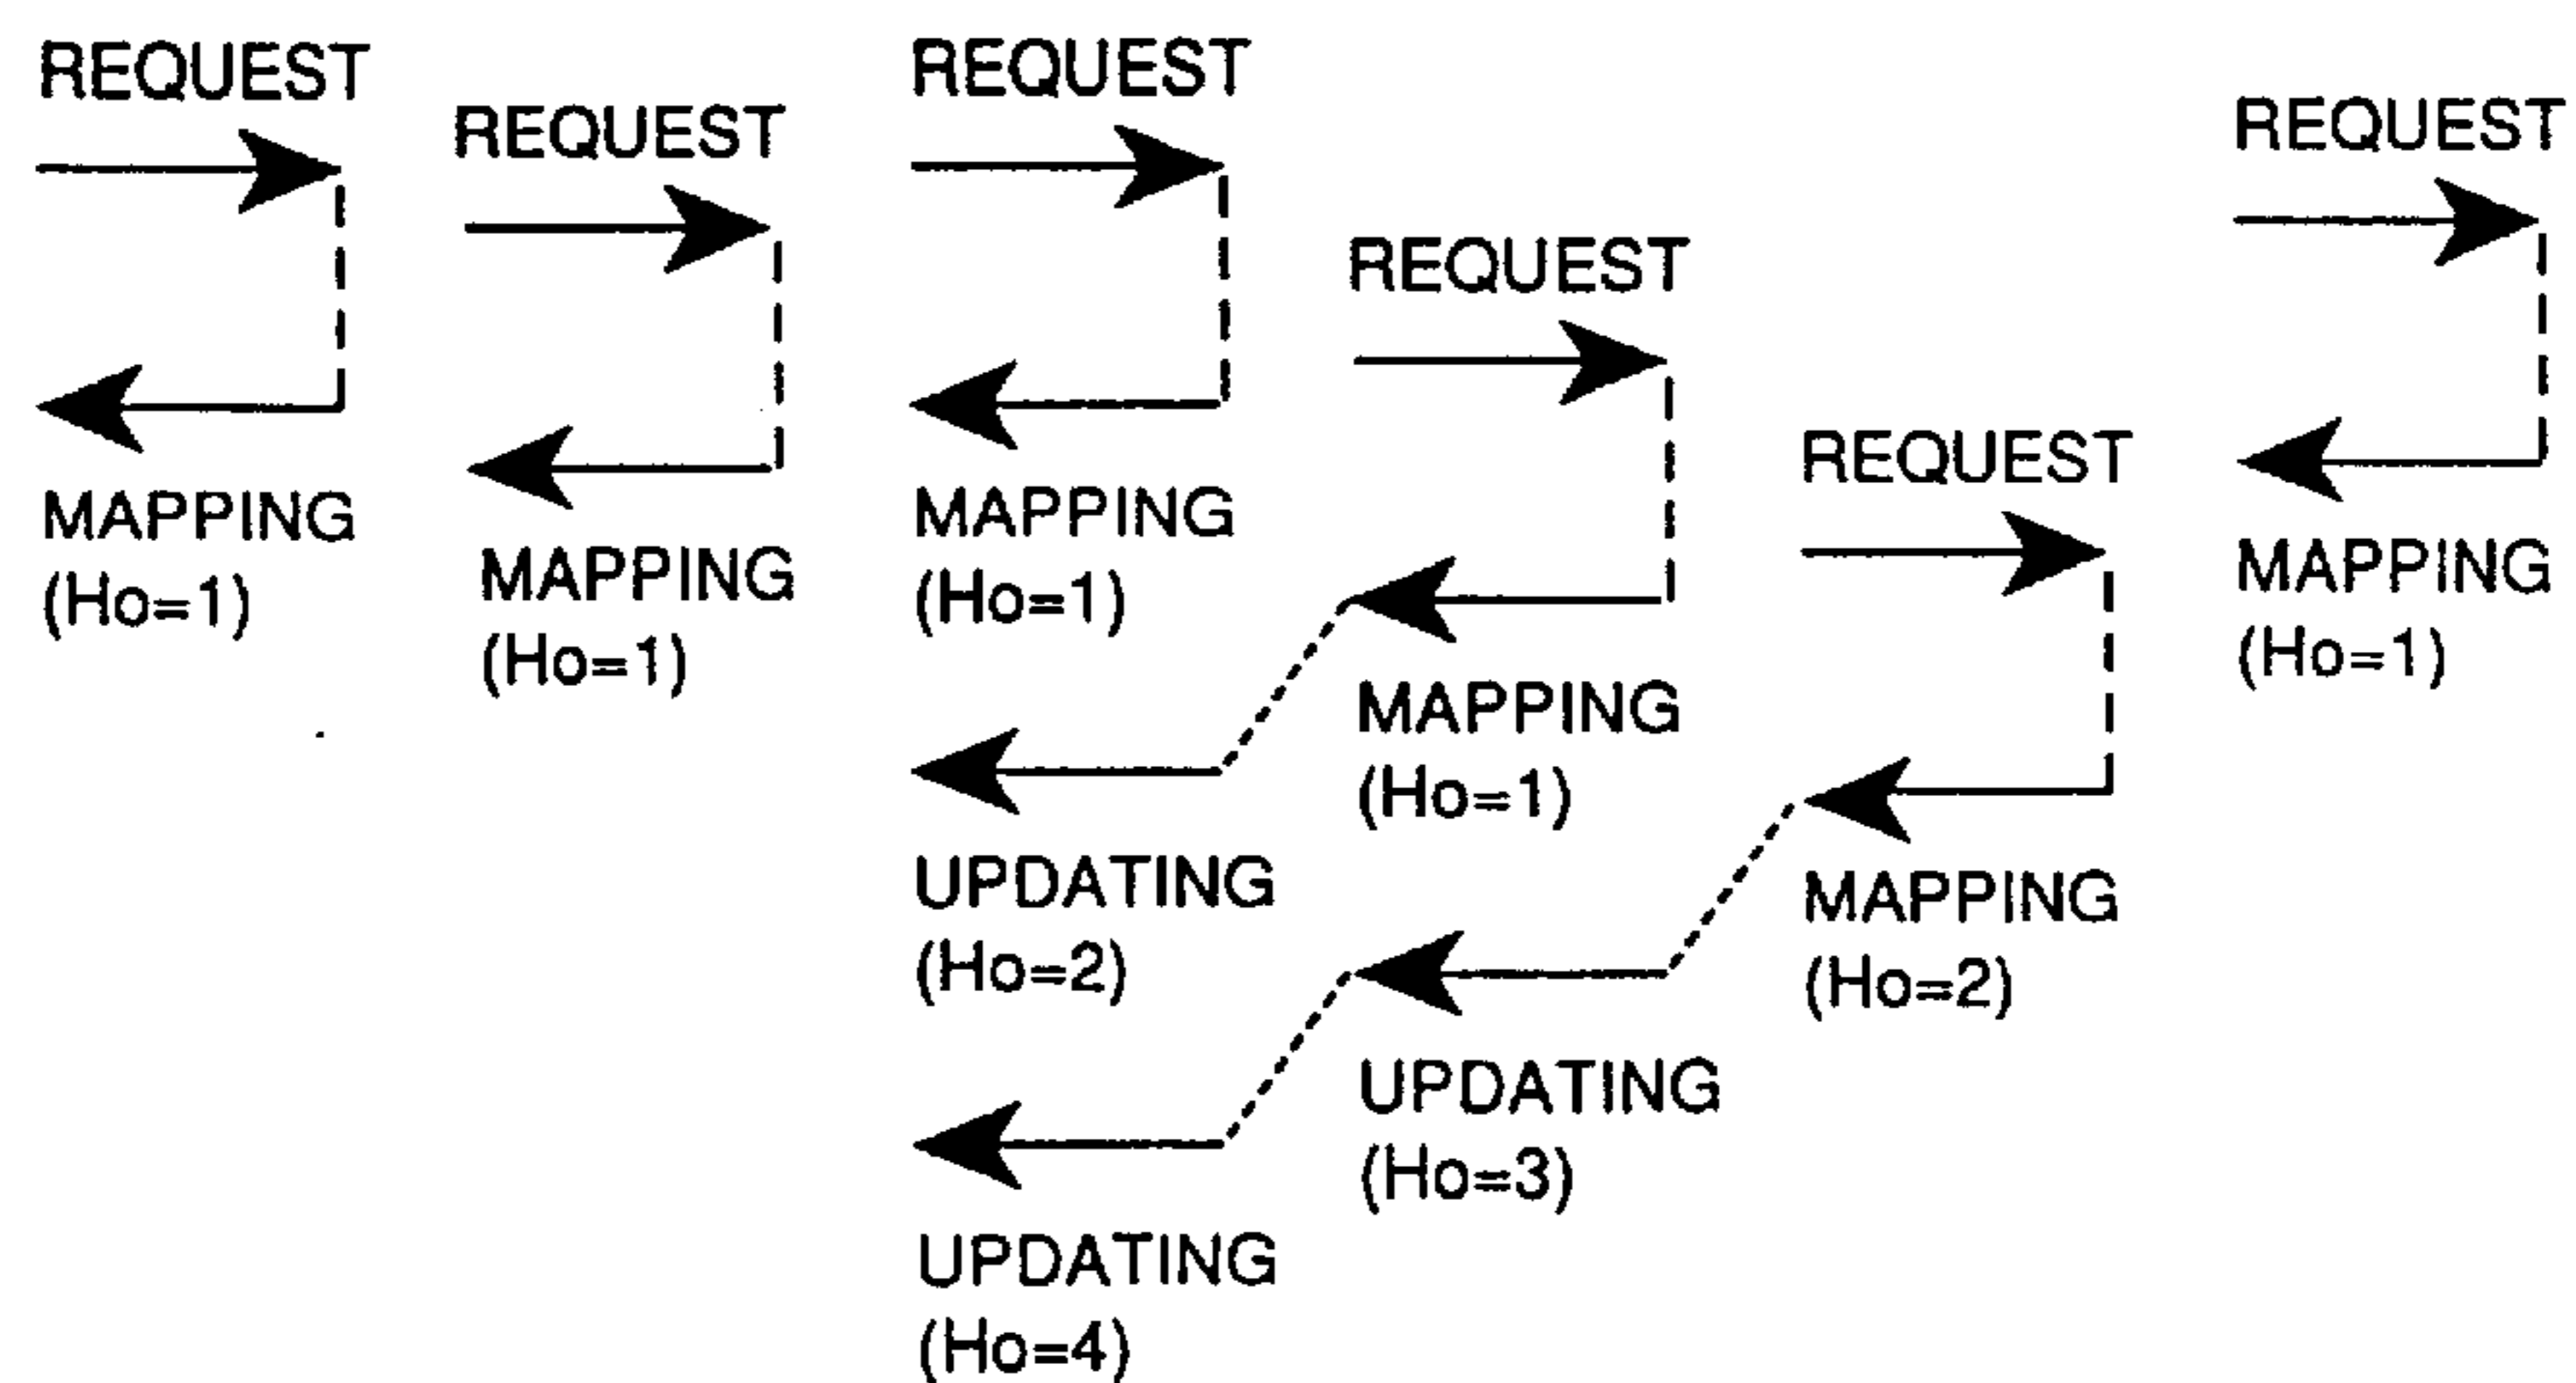 REQUEST
MAPPING
(Ho=1)
REQUEST
MAPPING
(Ho=1)
REQUEST
MAPPING
(Ho=1)
UPDATING
(Ho=2)
UPDATING
(Ho=4)
REQUEST
MAPPING
(Ho=1)
UPDATING
(Ho=3)
REQUEST
MAPPING
(Ho=2)
REQUEST
MAPPING
(Ho=1)